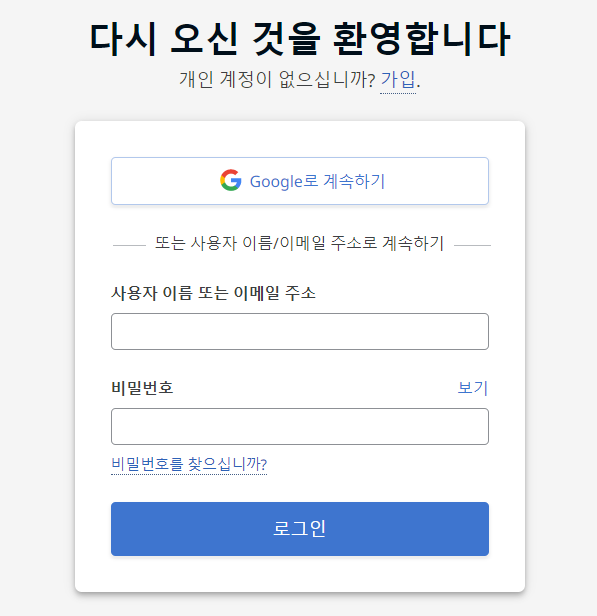 다시 오신 것을 환영합니다
개인 계정이 없으십니까? 가입.
Google로 계속하기
또는 사용자 이름/이메일 주소로 계속하기
사용자 이름 또는 이메일 주소
비밀번호 보기
비밀번호를 찾으십니까?
로그인